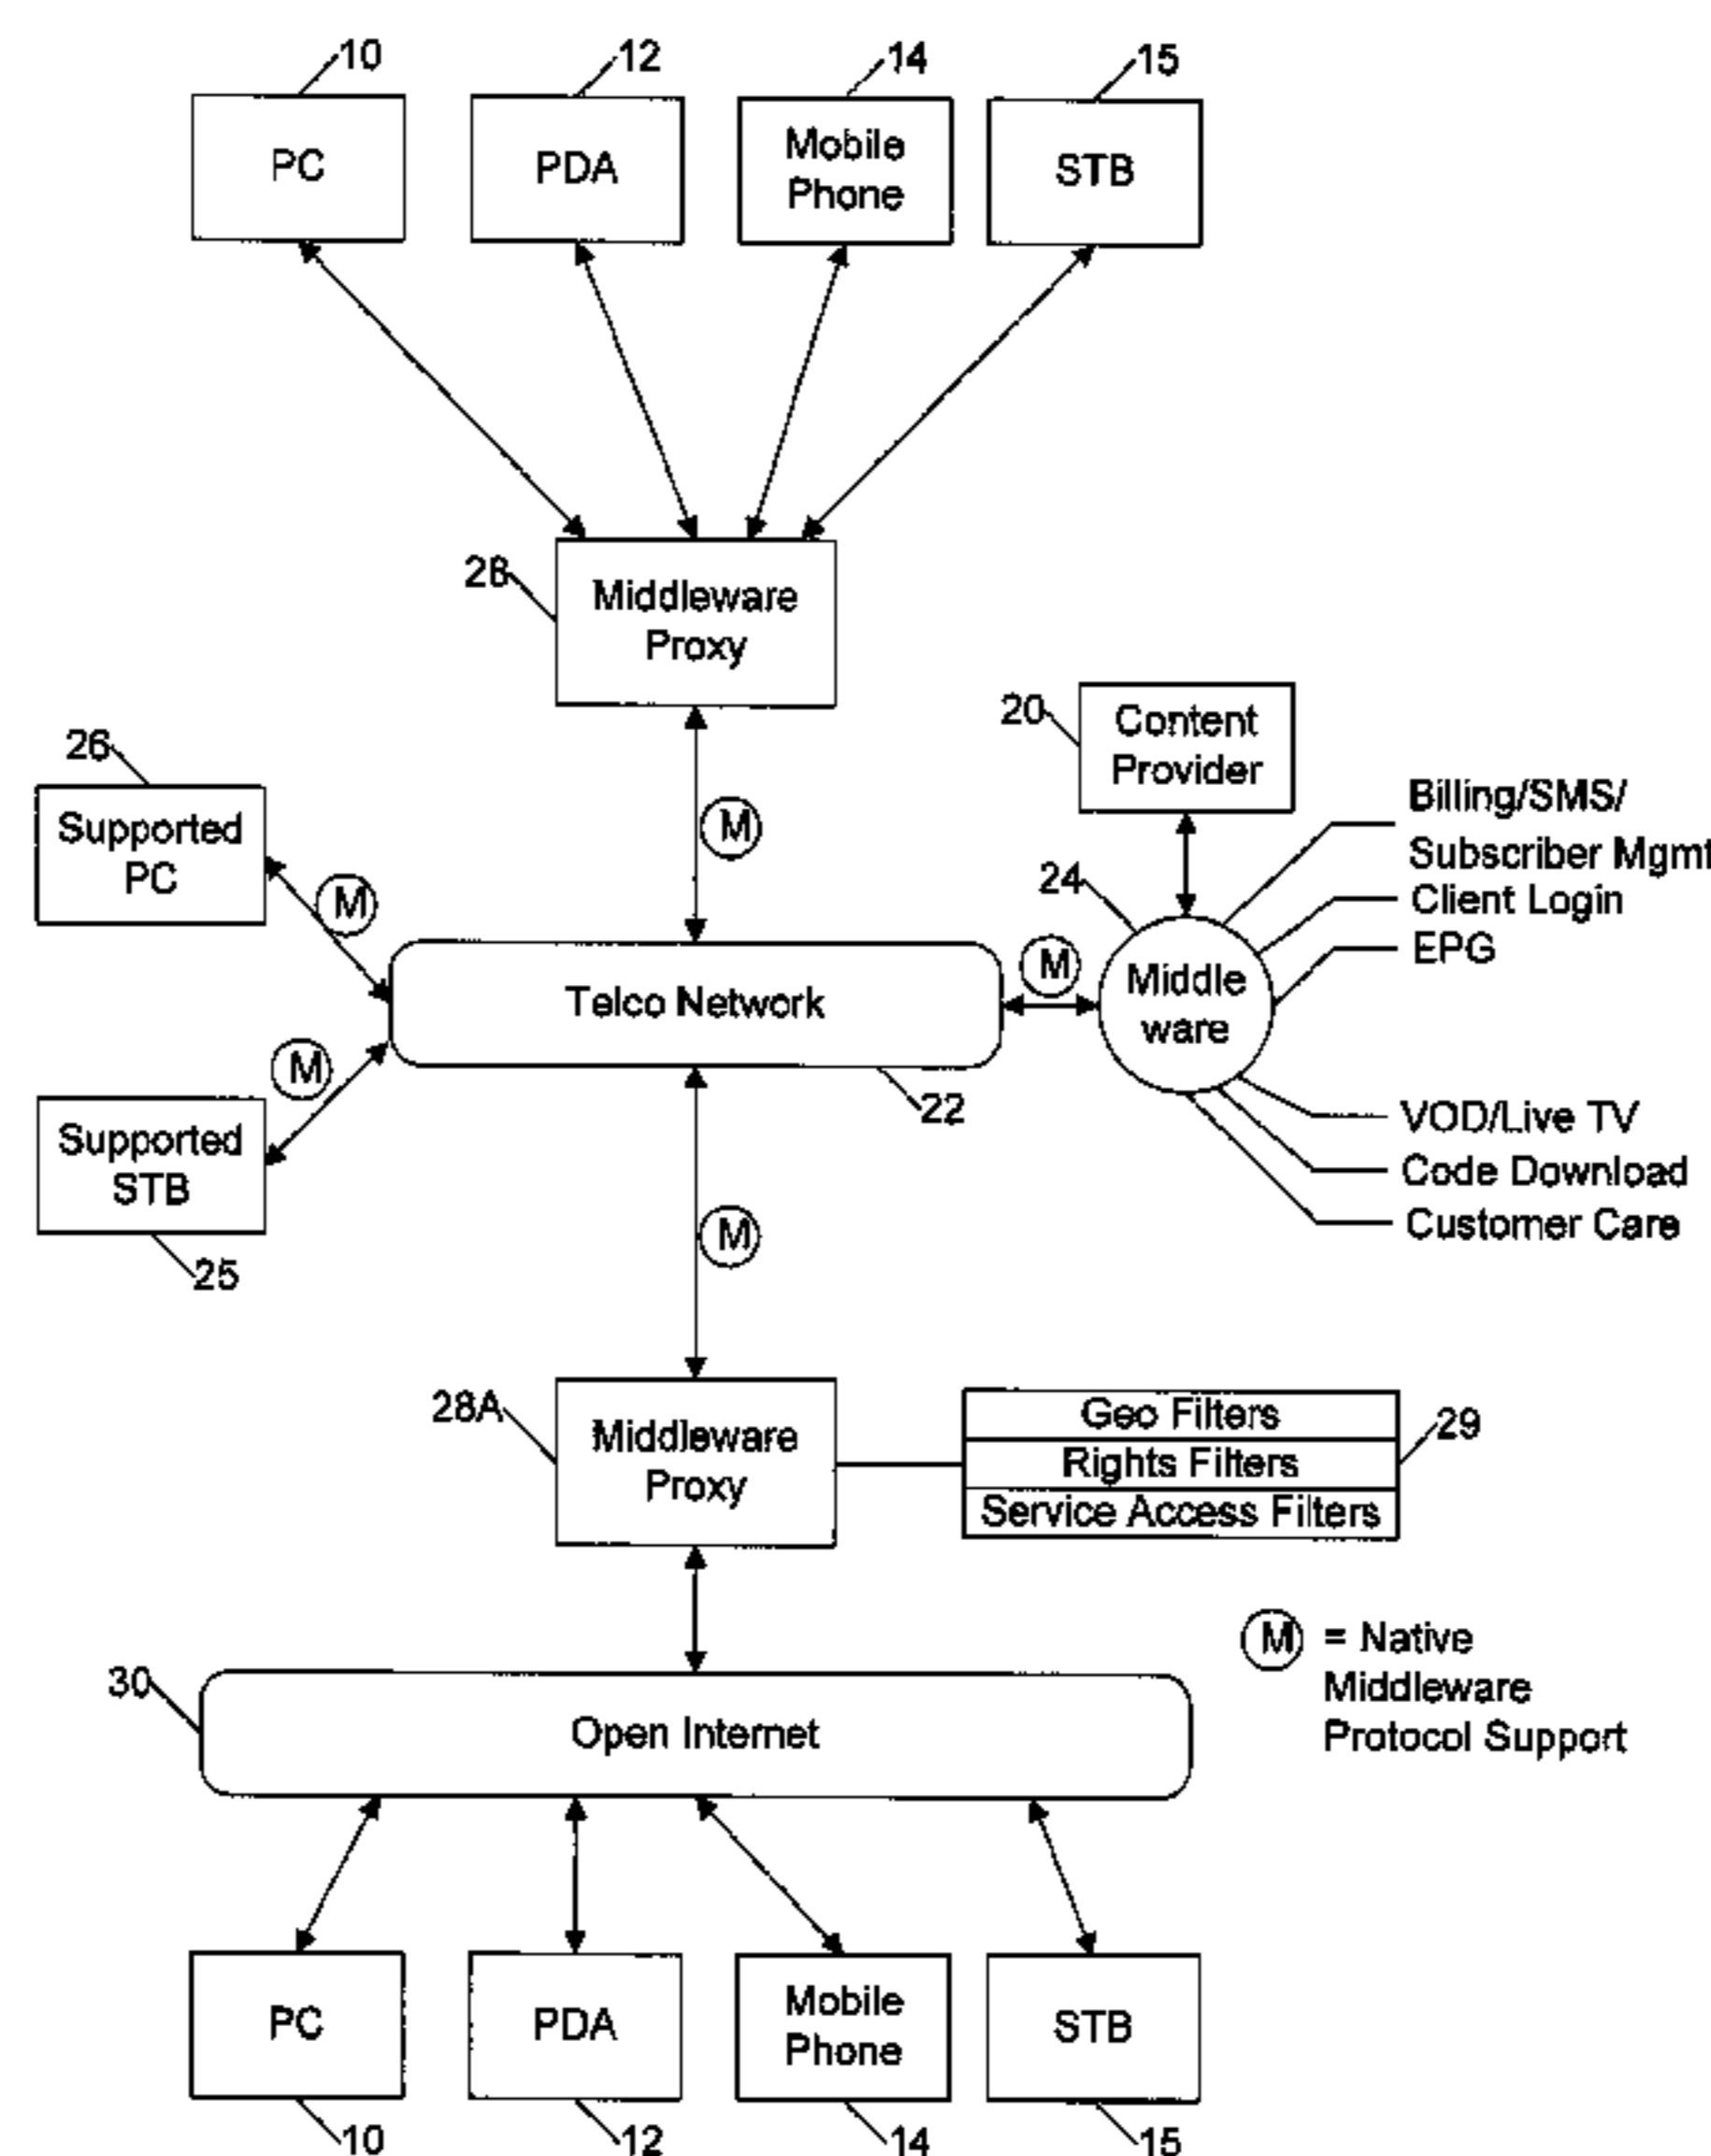 10
12
14
15
PC
PDA
Mobile
Phone
STB
28
Middleware
Proxy
20
Content
Provider
26
Supported
PC
M
M
Billing/SMS/
Subscriber Mgmt
Client Login
EPG
24
Middle
ware
M
Telco Network
22
M
Supported
STB
25
VOD/Live TV
Code Download
Customer Care
M
28A
Middleware
Proxy
Geo Filters
Rights Filters
Service Access Filters
29
M = Native
Middleware
Protocol Support
30
Open Internet
PC
PDA
Mobile
Phone
STB
10
12
14
15